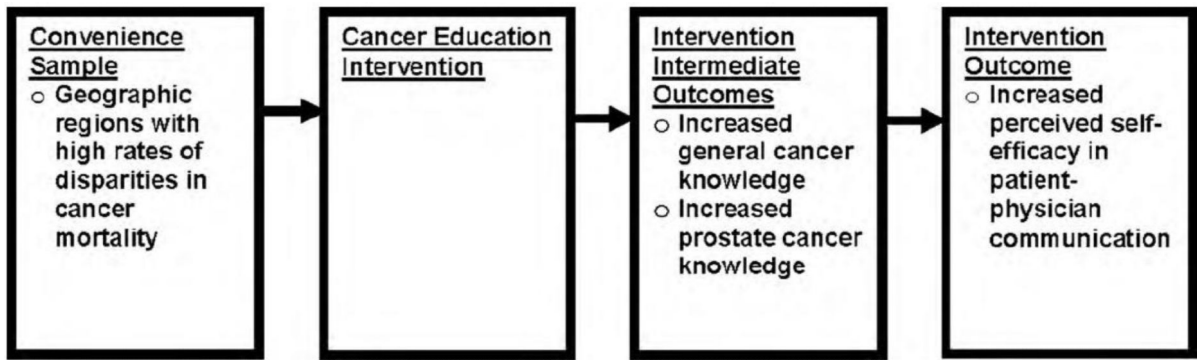 Convenience
Sample
o Geographic
regions with
high rates of
disparities in
cancer
mortality
Cancer Education
Intervention
Intervention
Intermediate
Outcomes
o Increased
general cancer
knowledge
o Increased
prostate cancer
knowledge
Intervention
Outcome
o Increased
perceived self-
efficacy in
patient-
physician
communication